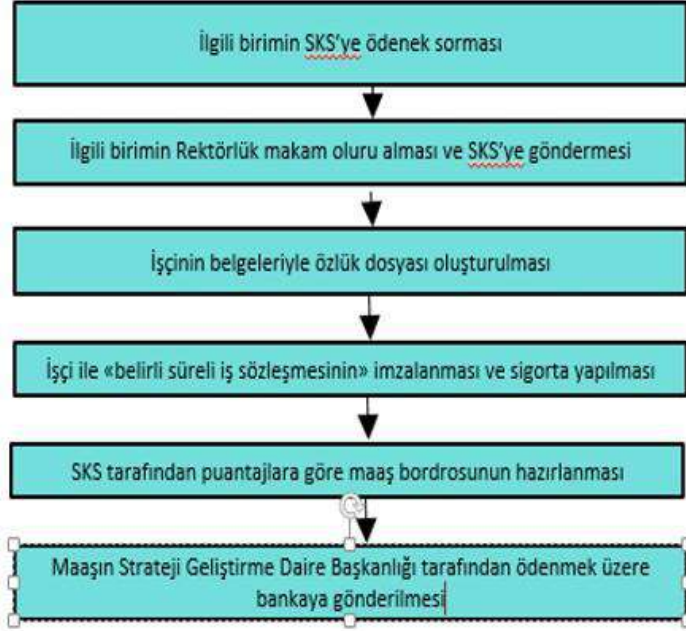 İlgili birimin SKS'ye ödenek sorması
İlgili birimin Rektörlük makam oluru alması ve SKS'ye göndermesi
İşçinin belgeleriyle özlük dosyası oluşturulması
İşçi ile «belirli süreli iş sözleşmesinin» imzalanması ve sigorta yapılması
SKS tarafından puantajlara göre maaş bordrosunun hazırlanması
Maaşın Strateji Geliştirme Daire Başkanlığı tarafından ödenmek üzere
bankaya gönderilmesi